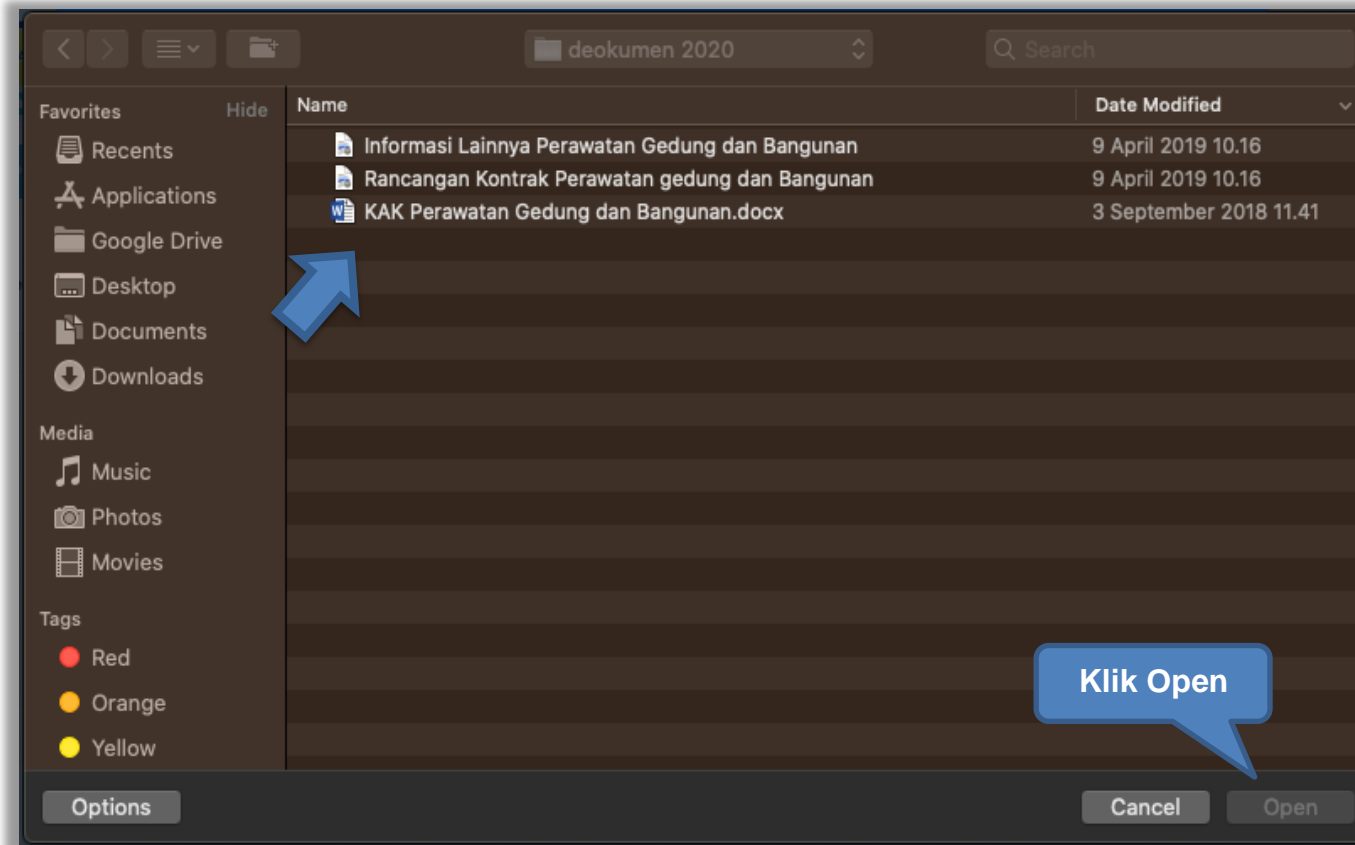 deokumen 2020
Search
Favorites Hide
Name Date Modified
Recents
Informasi Lainnya Perawatan Gedung dan Bangunan 9 April 2019 10.16
Rancangan Kontrak Perawatan gedung dan Bangunan 9 April 2019 10.16
KAK Perawatan Gedung dan Bangunan.docx 3 September 2018 11.41
Applications
Google Drive
Desktop
Documents
Downloads
Media
Music
Photos
Movies
Tags
Red
Orange
Yellow
Klik Open
Options Cancel Open